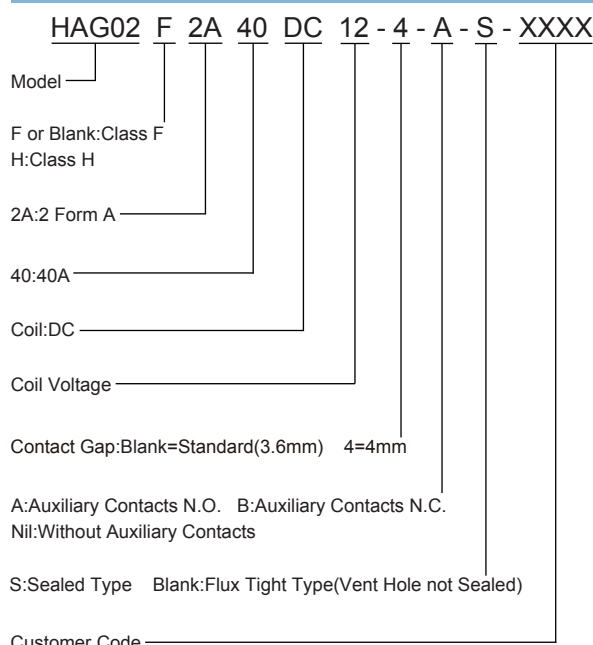 HAG02 F 2A 40 DC 12 - 4 - A - S - XXXX
Model
F or Blank:Class F
H:Class H
2A:2 Form A
40:40A
Coil:DC
Coil Voltage
Contact Gap:Blank=Standard(3.6mm) 4=4mm
A:Auxiliary Contacts N.O. B:Auxiliary Contacts N.C.
Nil:Without Auxiliary Contacts
S:Sealed Type Blank:Flux Tight Type(Vent Hole not Sealed)
Customer Code